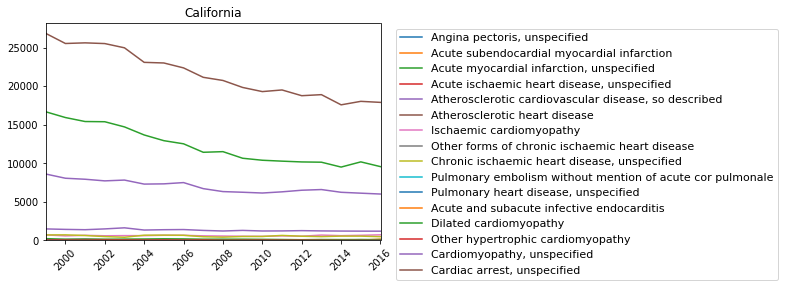 California
25000
20000
15000
10000
5000
0
2000
2002
2004
2006
2008
2010
2012
2014
2016
Angina pectoris, unspecified
Acute subendocardial myocardial infarction
Acute myocardial infarction, unspecified
Acute ischaemic heart disease, unspecified
Atherosclerotic cardiovascular disease, so described
Atherosclerotic heart disease
Ischaemic cardiomyopathy
Other forms of chronic ischaemic heart disease
Chronic ischaemic heart disease, unspecified
Pulmonary embolism without mention of acute cor pulmonale
Pulmonary heart disease, unspecified
Acute and subacute infective endocarditis
Dilated cardiomyopathy
Other hypertrophic cardiomyopathy
Cardiomyopathy, unspecified
Cardiac arrest, unspecified